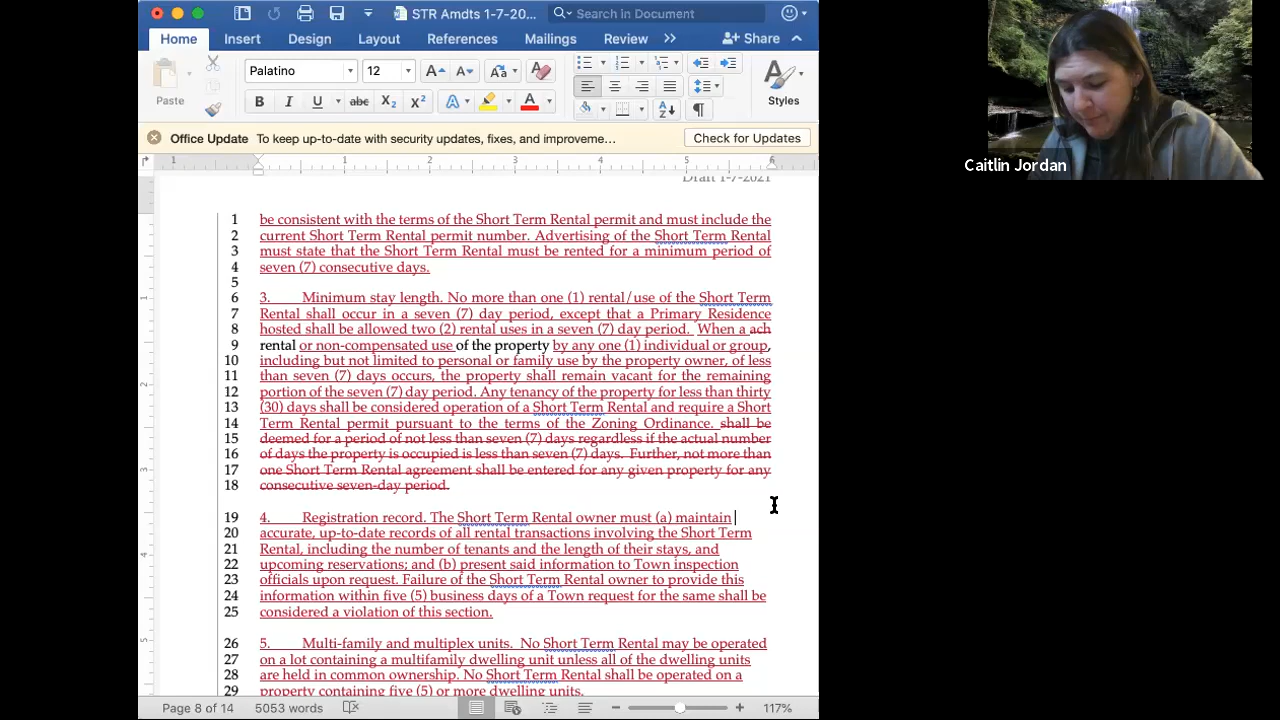 STR Amdts 1-7-20...
Search in Document
Home Insert Design Layout References Mailings Review >> Share
Palatino 12
Paste
Styles
Office Update To keep up-to-date with security updates, fixes, and improveme... Check for Updates
1 1 2 3 4 5 6
Draft 1-7-2021
1 be consistent with the terms of the Short Term Rental permit and must include the
2 current Short Term Rental permit number. Advertising of the Short Term Rental
3 must state that the Short Term Rental must be rented for a minimum period of
4 seven (7) consecutive days.
5
6 3. Minimum stay length. No more than one (1) rental/use of the Short Term
7 Rental shall occur in a seven (7) day period, except that a Primary Residence
8 hosted shall be allowed two (2) rental uses in a seven (7) day period. When a ach
9 rental or non-compensated use of the property by any one (1) individual or group,
10 including but not limited to personal or family use by the property owner, of less
11 than seven (7) days occurs, the property shall remain vacant for the remaining
12 portion of the seven (7) day period. Any tenancy of the property for less than thirty
13 (30) days shall be considered operation of a Short Term Rental and require a Short
14 Term Rental permit pursuant to the terms of the Zoning Ordinance. shall be
15 deemed for a period of not less than seven (7) days regardless if the actual number
16 of days the property is occupied is less than seven (7) days. Further, not more than
17 one Short Term Rental agreement shall be entered for any given property for any
18 consecutive seven-day period.
19 4. Registration record. The Short Term Rental owner must (a) maintain
20 accurate, up-to-date records of all rental transactions involving the Short Term
21 Rental, including the number of tenants and the length of their stays, and
22 upcoming reservations; and (b) present said information to Town inspection
23 officials upon request. Failure of the Short Term Rental owner to provide this
24 information within five (5) business days of a Town request for the same shall be
25 considered a violation of this section.
26 5. Multi-family and multiplex units. No Short Term Rental may be operated
27 on a lot containing a multifamily dwelling unit unless all of the dwelling units
28 are held in common ownership. No Short Term Rental shall be operated on a
29 property containing five (5) or more dwelling units.
Page 8 of 14 5053 words 117%
Caitlin Jordan